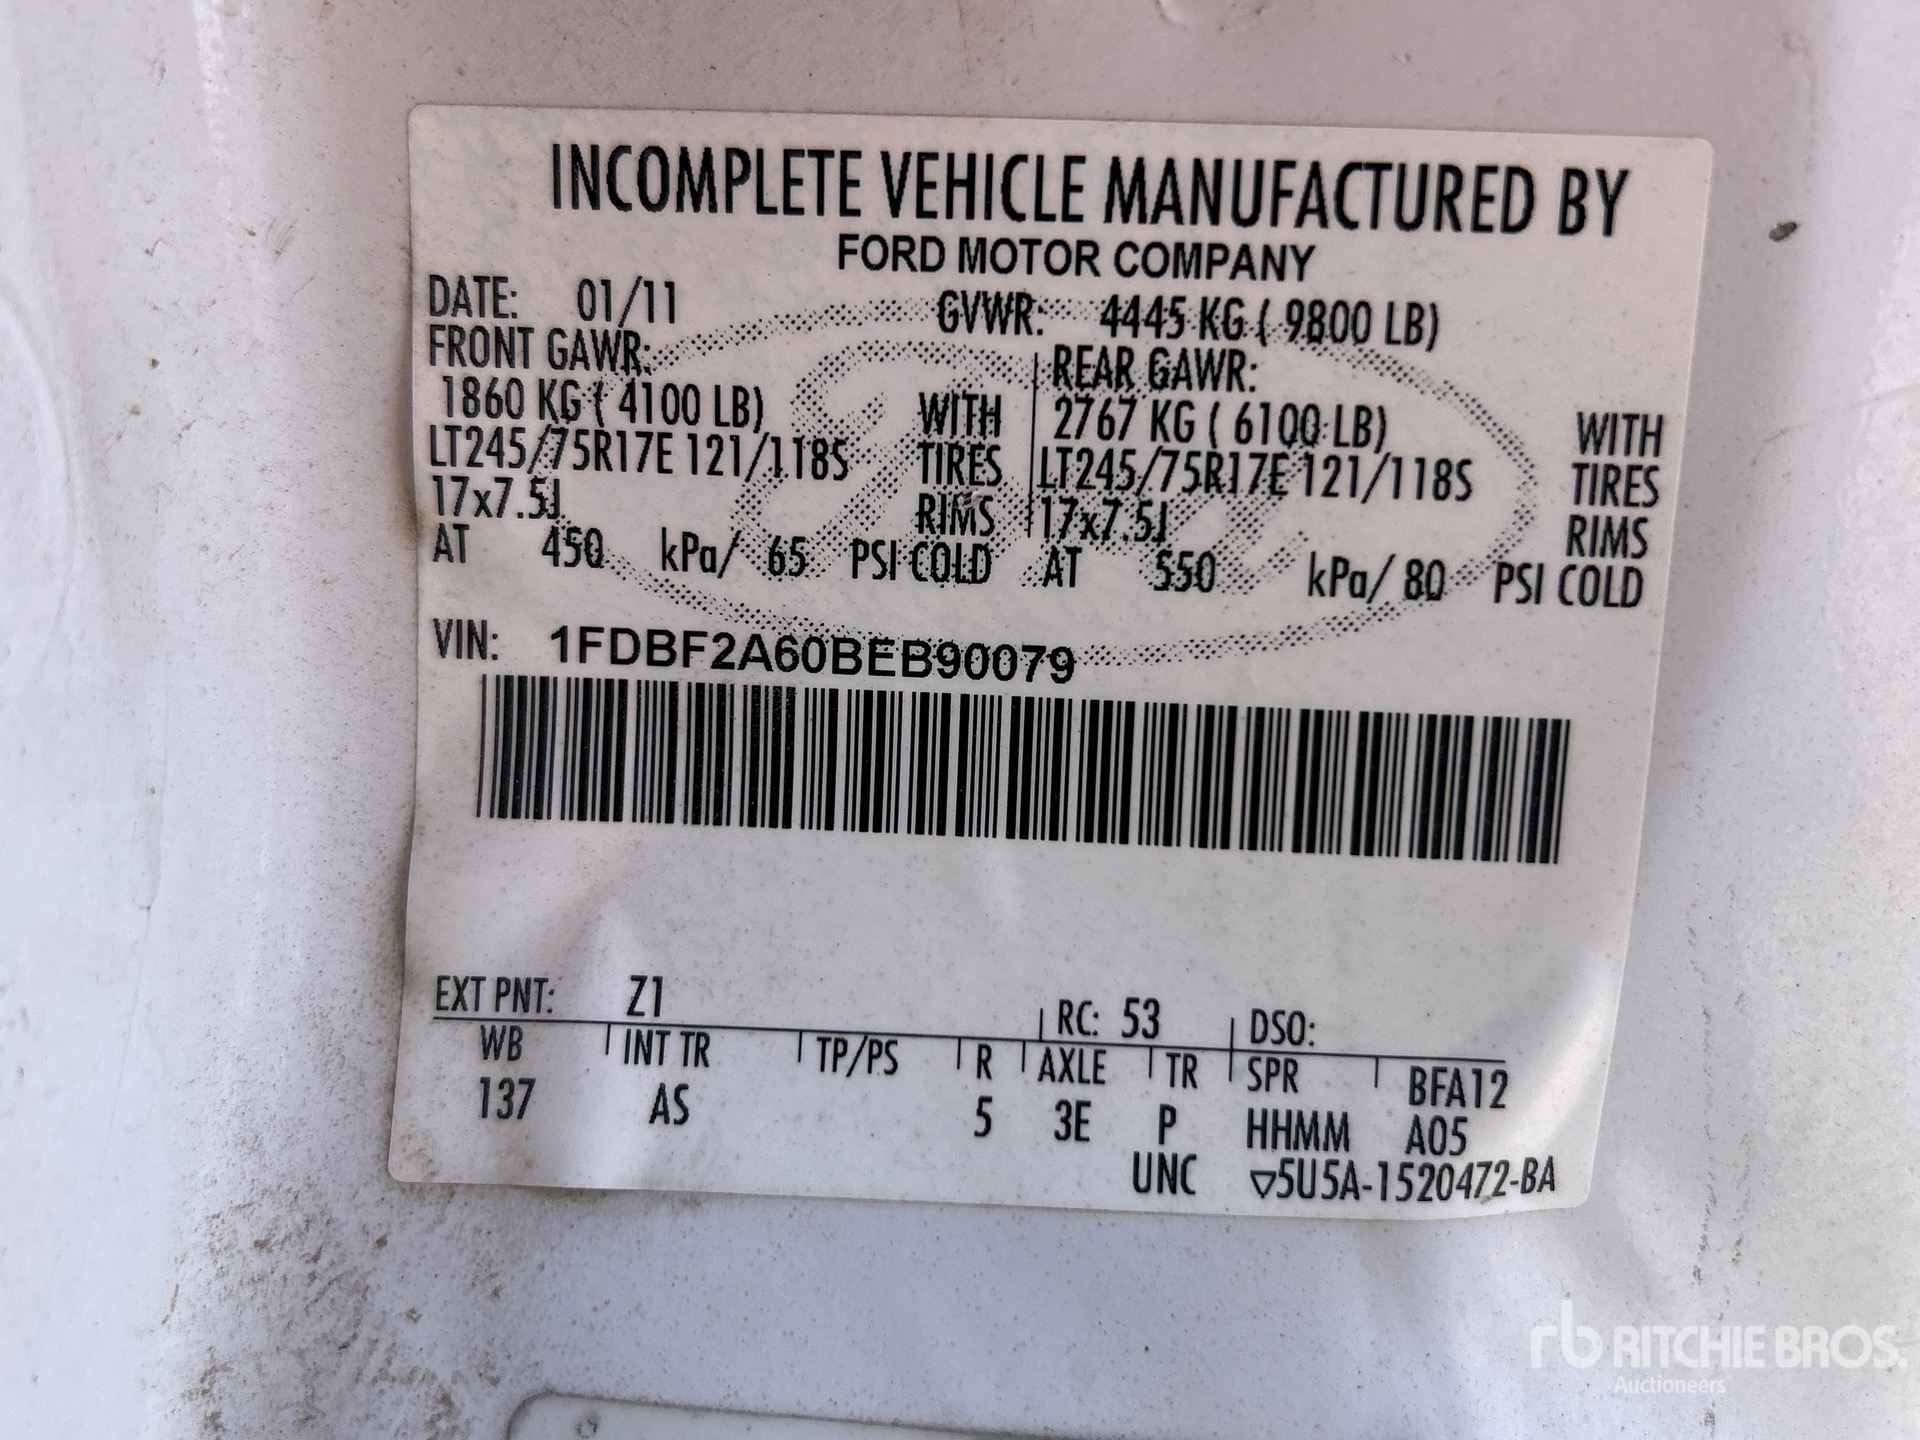 INCOMPLETE VEHICLE MANUFACTURED BY
FORD MOTOR COMPANY
DATE: 01/11 GVWR: 4445 KG ( 9800 LB)
FRONT GAWR: REAR GAWR:
1860 KG ( 4100 LB) WITH 2767 KG ( 6100 LB) WITH
LT245/75R17E 121/118S TIRES LT245/75R17E 121/118S TIRES
17x7.5J RIMS 17x7.5J RIMS
AT 450 kPa/ 65 PSI COLD AT 550 kPa/ 80 PSI COLD
VIN: 1FDBF2A60BEB90079
EXT PNT: Z1 RC: 53 DSO:
WB INT TR TP/PS R AXLE TR SPR BFA12
137 AS 5 3E P HHMM A05
UNC ▽5U5A-1520472-BA
rb RITCHIE BROS.
Auctioneers